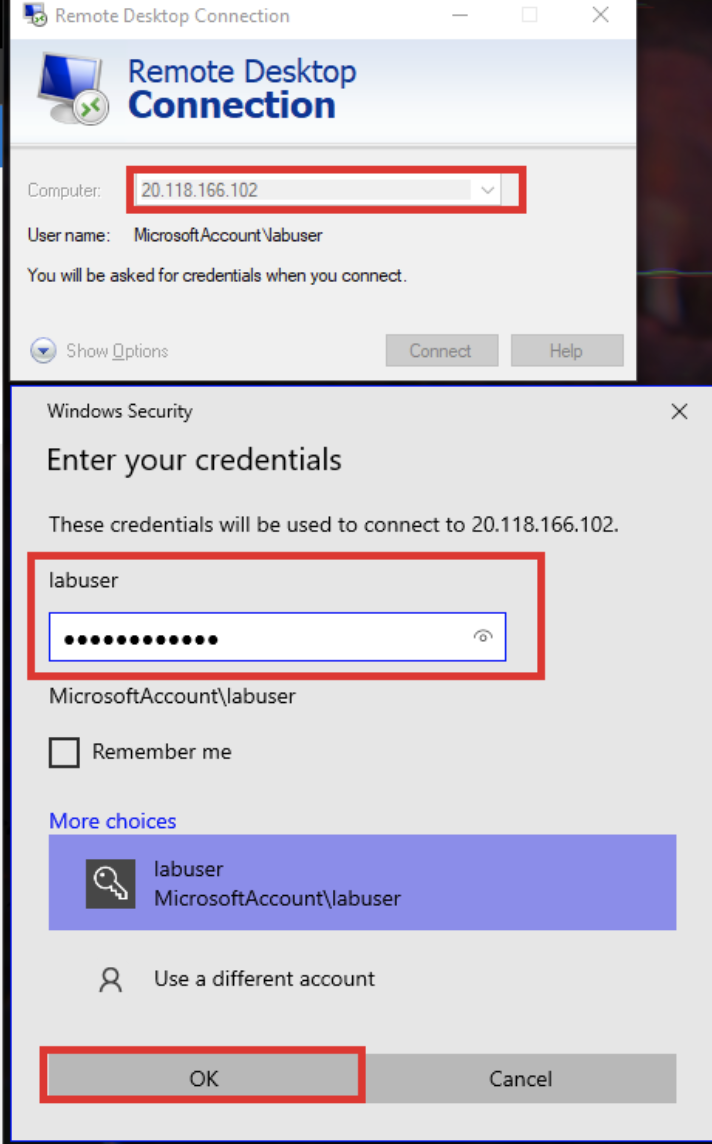 Remote Desktop Connection
Remote Desktop
Connection
Computer: 20.118.166.102
User name: MicrosoftAccount\labuser
You will be asked for credentials when you connect.
Show Options Connect Help
Windows Security
Enter your credentials
These credentials will be used to connect to 20.118.166.102.
labuser
●●●●●●●●●●●●
MicrosoftAccount\labuser
Remember me
More choices
labuser
MicrosoftAccount\labuser
Use a different account
OK Cancel